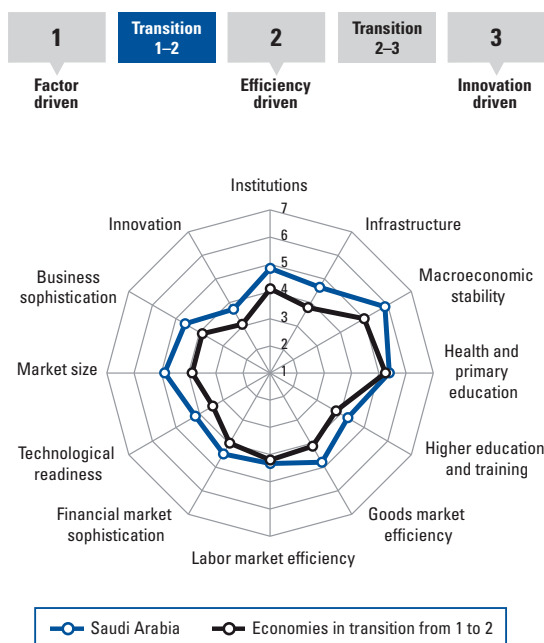 1
Transition
1–2
2
Transition
2–3
3
Factor
driven
Efficiency
driven
Innovation
driven
Institutions
7
6
5
4
3
2
1
Infrastructure
Macroeconomic
stability
Health and
primary
education
Higher education
and training
Goods market
efficiency
Labor market efficiency
Financial market
sophistication
Technological
readiness
Market size
Business
sophistication
Innovation
Saudi Arabia
Economies in transition from 1 to 2